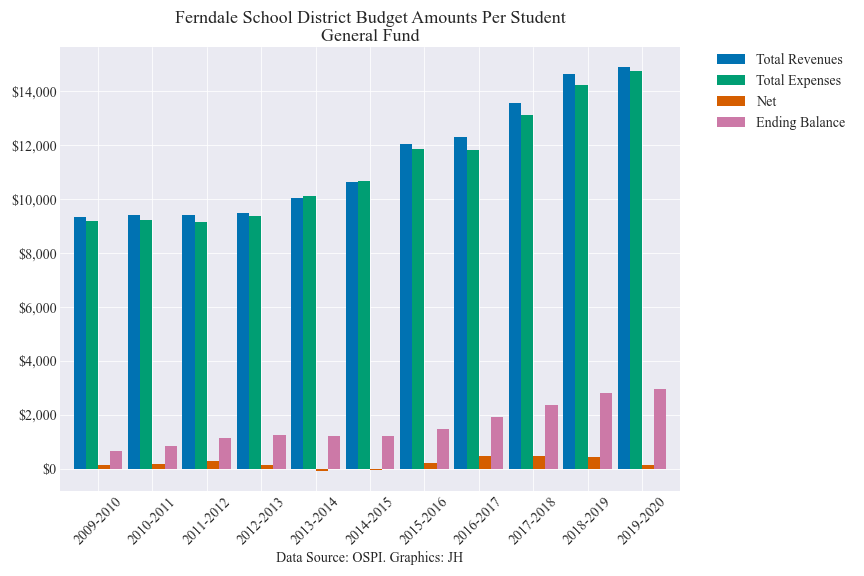 Ferndale School District Budget Amounts Per Student
General Fund
Total Revenues
Total Expenses
Net
Ending Balance
$14,000
$12,000
$10,000
$8,000
$6,000
$4,000
$2,000
$0
2009-2010
2010-2011
2011-2012
2012-2013
2013-2014
2014-2015
2015-2016
2016-2017
2017-2018
2018-2019
2019-2020
Data Source: OSPI. Graphics: JH